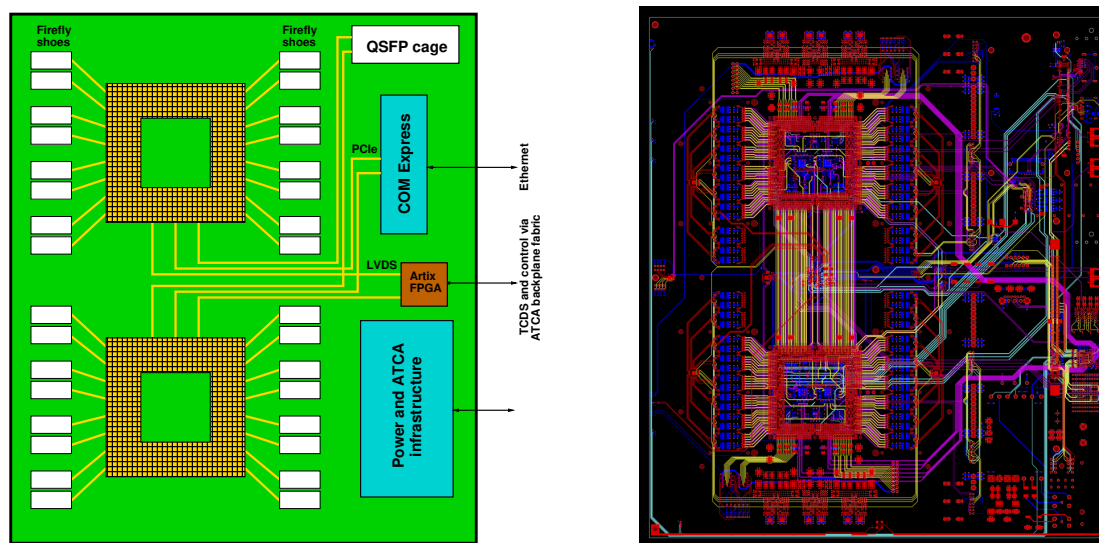 Firefly
shoes
Firefly
shoes
QSFP cage
PCIe
COM Express
Ethernet
LVDS
Artix
FPGA
TCDS and control via
ATCA backplane fabric
Power and ATCA
infrastructure